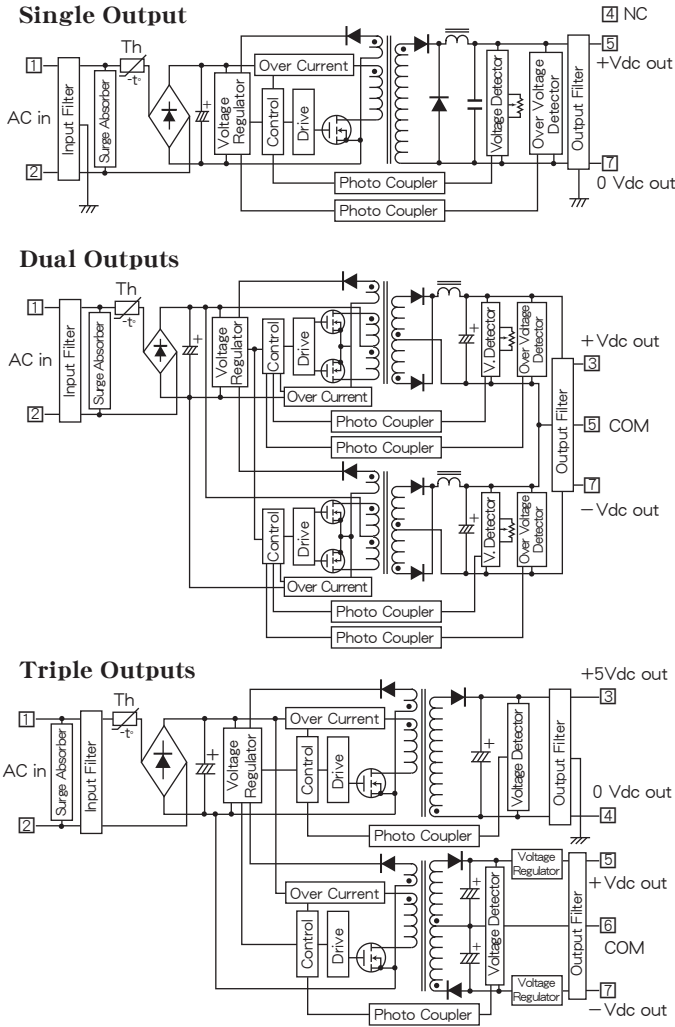 Single Output
4 NC
1
Th
-t°
AC in
2
Input Filter
Surge Absorber
+
Voltage Regulator
Over Current
Control
Drive
Voltage Detector
Over Voltage Detector
Output Filter
5
+Vdc out
7
0 Vdc out
Photo Coupler
Photo Coupler
Dual Outputs
1
Th
-t°
AC in
2
Input Filter
Surge Absorber
+
Voltage Regulator
Control
Drive
Over Current
Photo Coupler
Photo Coupler
+
V. Detector
Over Voltage Detector
Output Filter
+Vdc out
3
5 COM
7
−Vdc out
Control
Drive
Over Current
Photo Coupler
Photo Coupler
+
V. Detector
Over Voltage Detector
Triple Outputs
1
Th
-t°
AC in
2
Surge Absorber
Input Filter
+
Voltage Regulator
Over Current
Control
Drive
Photo Coupler
+
Voltage Detector
Output Filter
+5Vdc out
3
0 Vdc out
4
Over Current
Control
Drive
Photo Coupler
+
+
Voltage Detector
Voltage Regulator
Voltage Regulator
Output Filter
5
+Vdc out
6
COM
7
−Vdc out